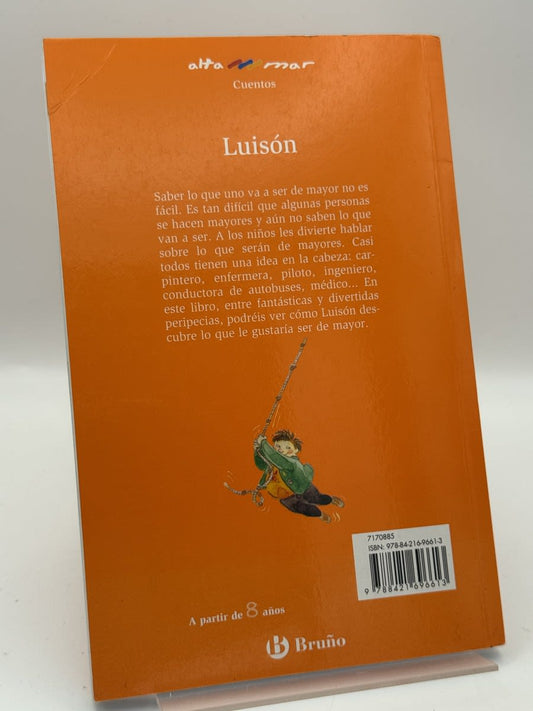 alta mar
Cuentos
Luisón
Saber lo que uno va a ser de mayor no es
fácil. Es tan difícil que algunas personas
se hacen mayores y aún no saben lo que
van a ser. A los niños les divierte hablar
sobre lo que serán de mayores. Casi
todos tienen una idea en la cabeza: car-
pintero, enfermera, piloto, ingeniero,
conductora de autobuses, médico... En
este libro, entre fantásticas y divertidas
peripecias, podréis ver cómo Luisón des-
cubre lo que le gustaría ser de mayor.
7170885
ISBN: 978-84-216-9661-3
9 788421 696613
A partir de 8 años
B Bruño